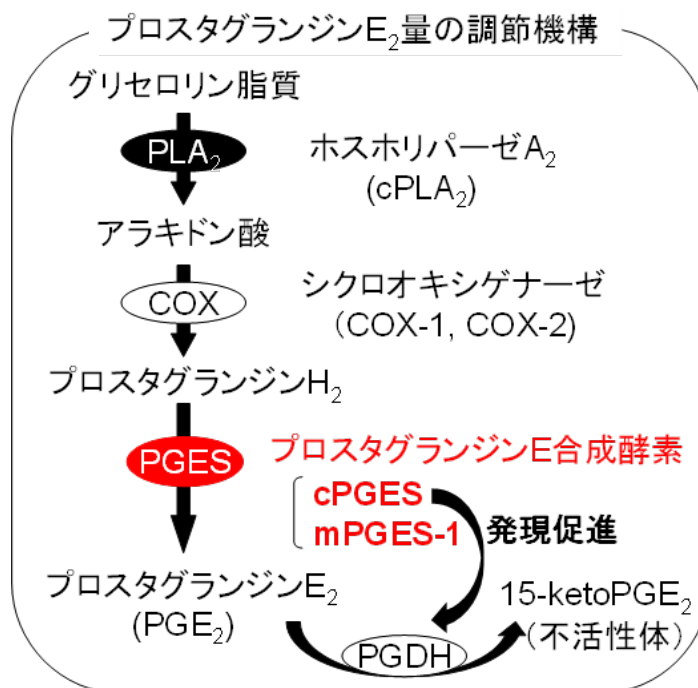 プロスタグランジンE₂量の調節機構
グリセロリン脂質
PLA₂
ホスホリパーゼA₂
(cPLA₂)
アラキドン酸
COX
シクロオキシゲナーゼ
（COX-1, COX-2)
プロスタグランジンH₂
PGES
プロスタグランジンE合成酵素
cPGES
mPGES-1
発現促進
プロスタグランジンE₂
(PGE₂)
15-ketoPGE₂
（不活性体）
PGDH